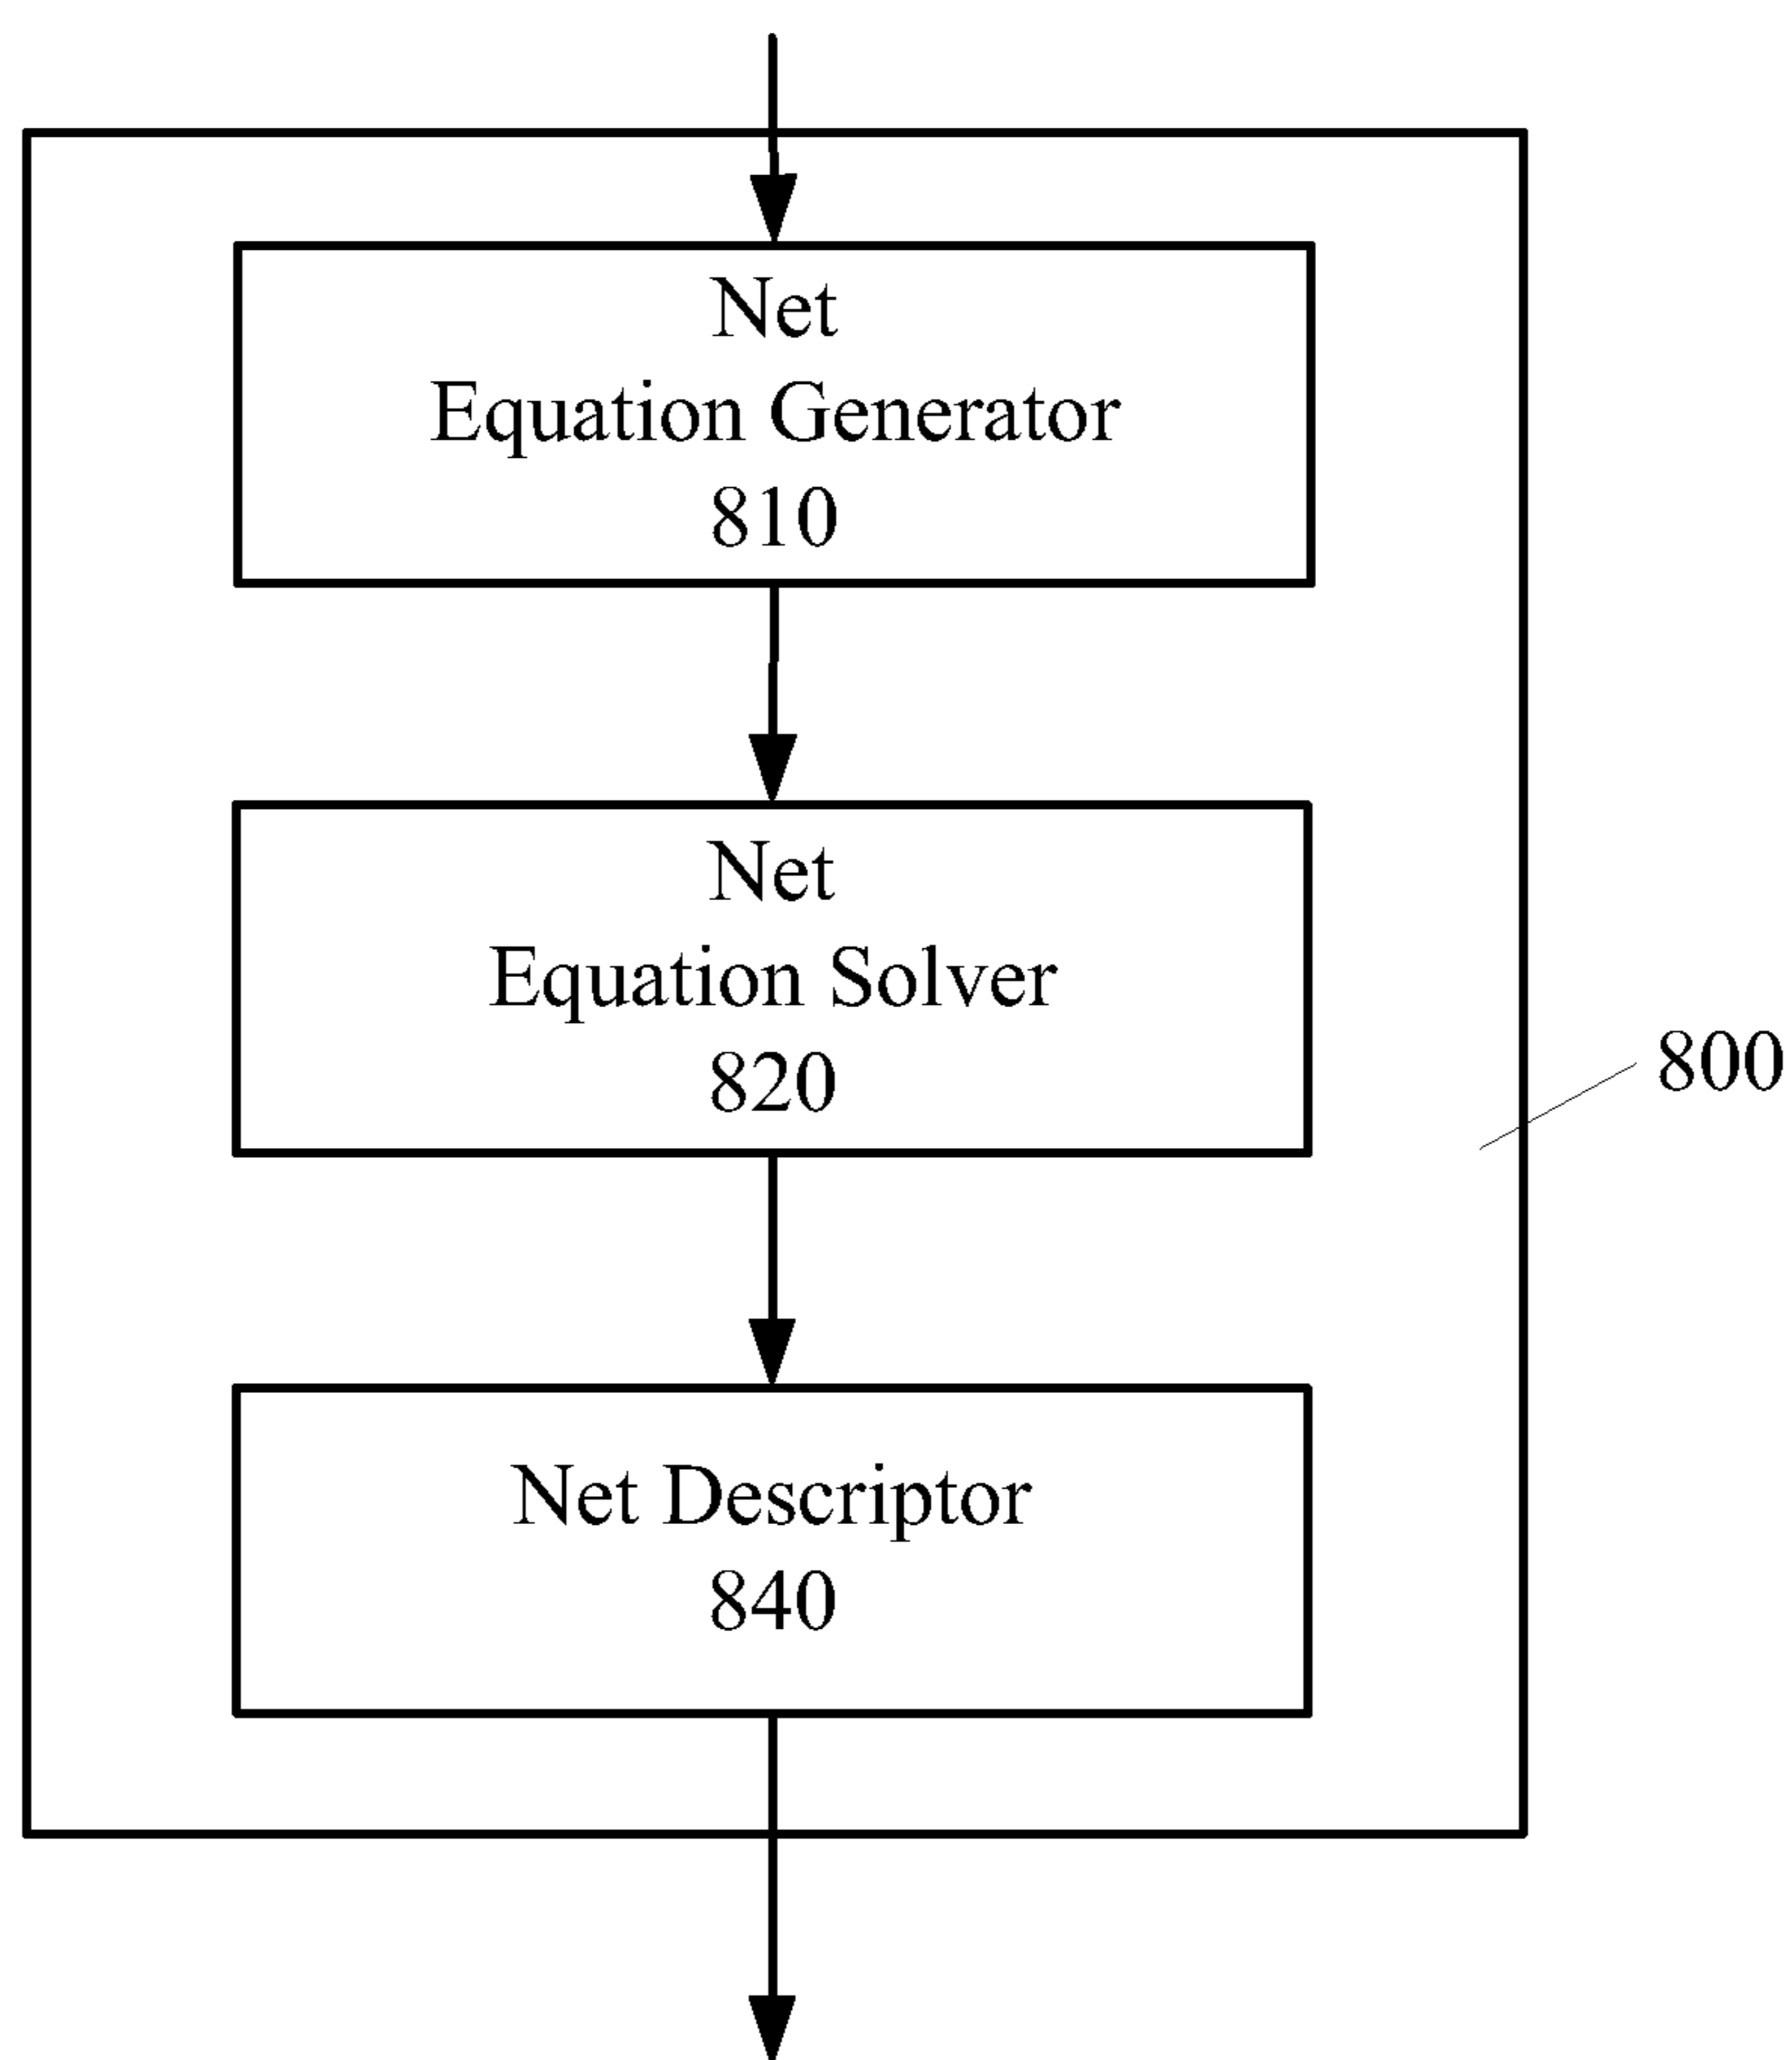 Net
Equation Generator
810
Net
Equation Solver
820
800
Net Descriptor
840